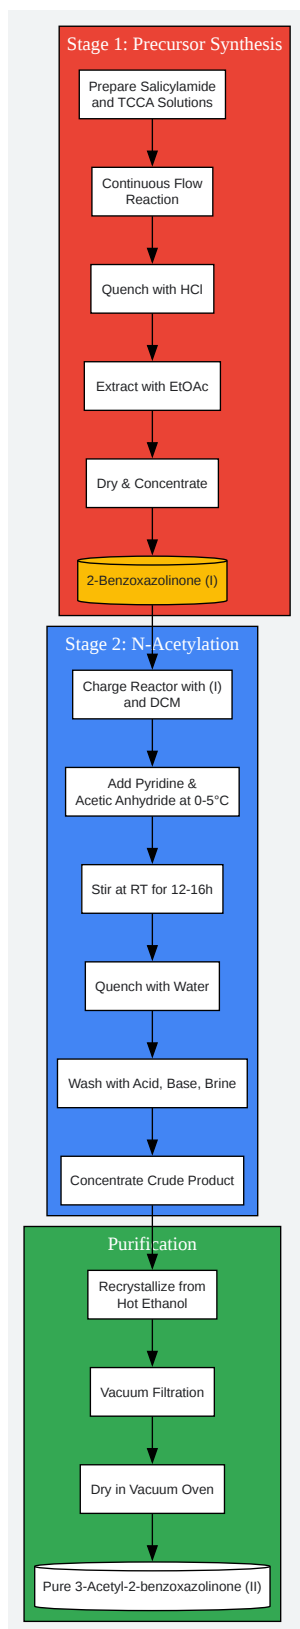 Stage 1: Precursor Synthesis
Prepare Salicylamide
and TCCA Solutions
Continuous Flow
Reaction
Quench with HCl
Extract with EtOAc
Dry & Concentrate
2-Benzoxazolinone (I)
Stage 2: N-Acetylation
Charge Reactor with (I)
and DCM
Add Pyridine &
Acetic Anhydride at 0-5°C
Stir at RT for 12-16h
Quench with Water
Wash with Acid, Base, Brine
Concentrate Crude Product
Purification
Recrystallize from
Hot Ethanol
Vacuum Filtration
Dry in Vacuum Oven
Pure 3-Acetyl-2-benzoxazolinone (II)